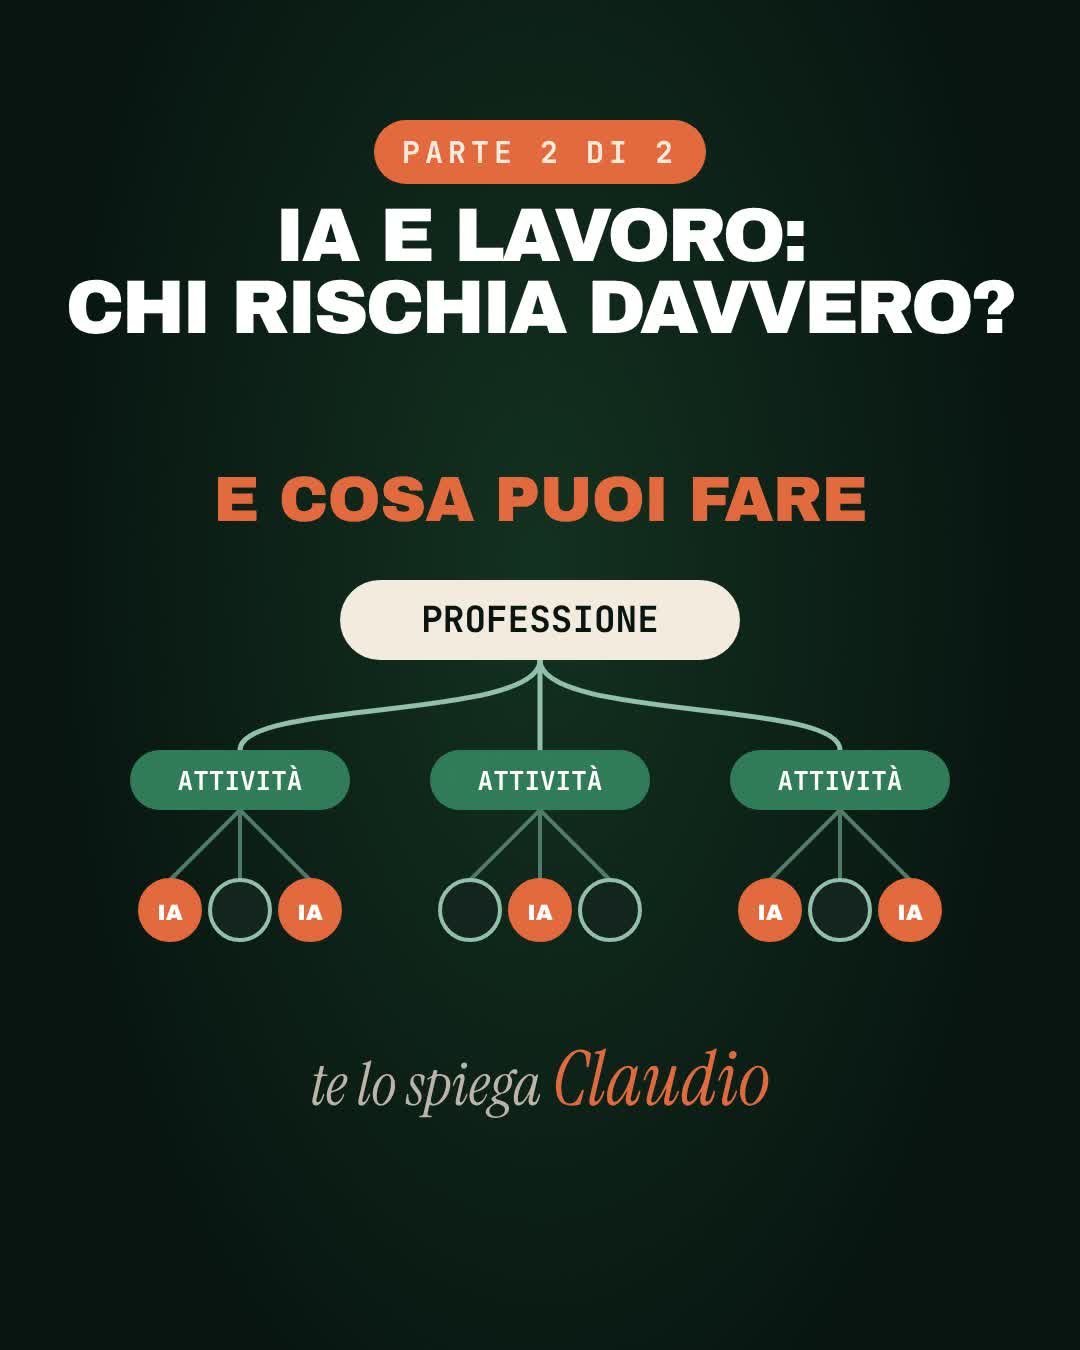 PARTE 2 DI 2
IA E LAVORO:
CHI RISCHIA DAVVERO?
E COSA PUOI FARE
PROFESSIONE
ATTIVITÀ ATTIVITÀ ATTIVITÀ
IA IA IA IA IA
te lo spiega Claudio